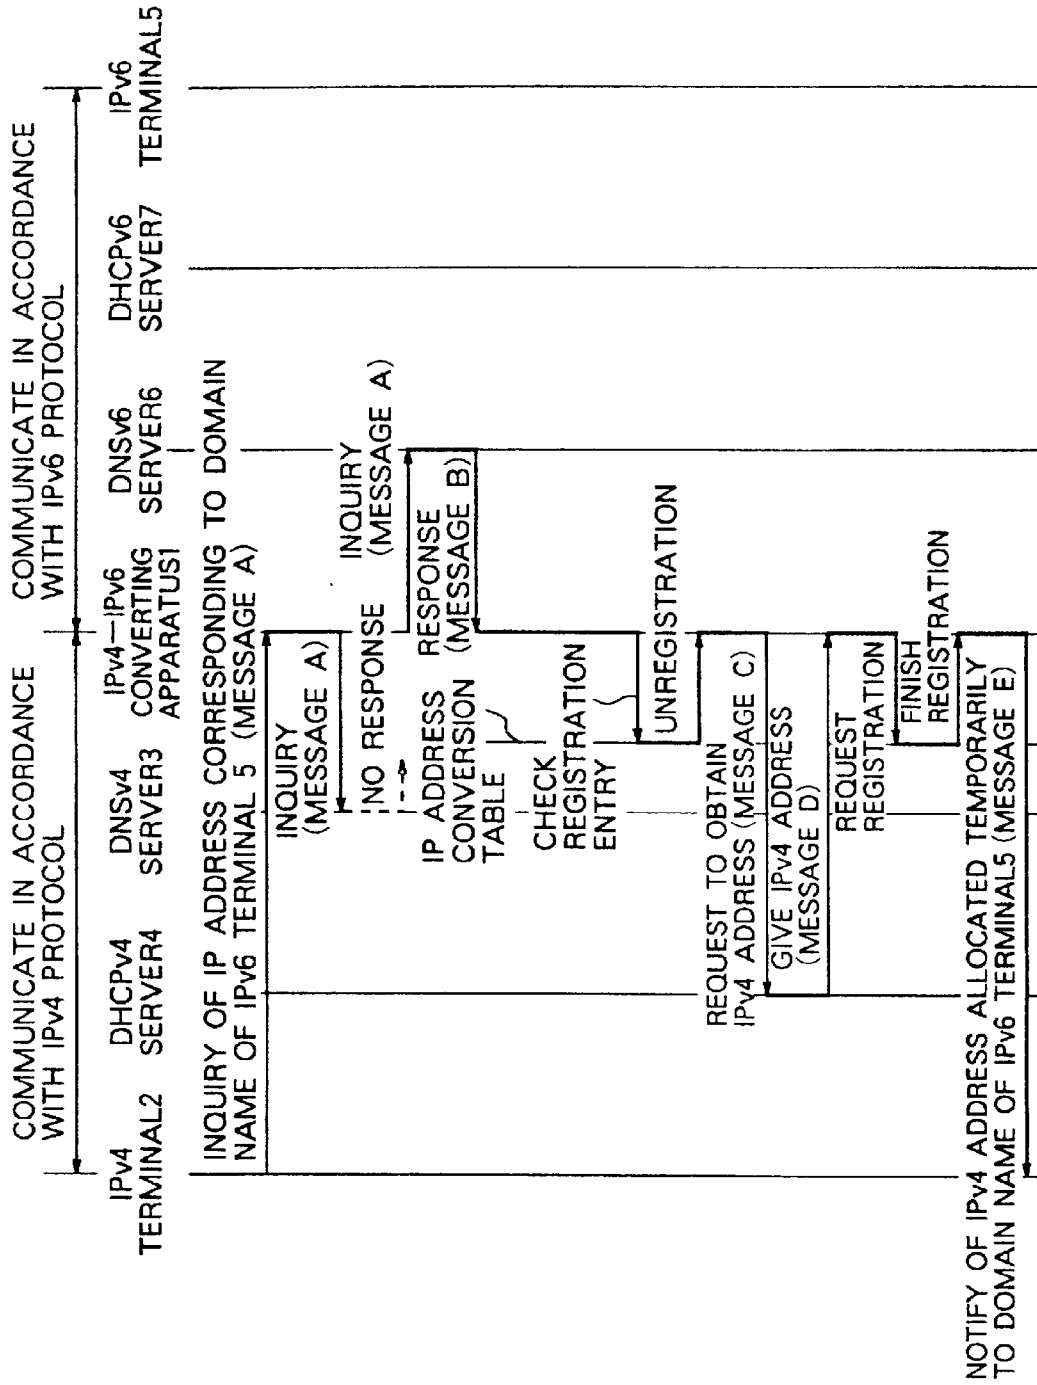 COMMUNICATE IN ACCORDANCE
WITH IPv4 PROTOCOL
COMMUNICATE IN ACCORDANCE
WITH IPv6 PROTOCOL
IPv4
TERMINAL2
DHCPv4
SERVER4
DNSv4
SERVER3
IPv4—IPv6
CONVERTING
APPARATUS1
DNSv6
SERVER6
DHCPv6
SERVER7
IPv6
TERMINAL5
INQUIRY OF IP ADDRESS CORRESPONDING TO DOMAIN
NAME OF IPv6 TERMINAL 5 (MESSAGE A)
INQUIRY
(MESSAGE A)
NO RESPONSE
INQUIRY
(MESSAGE A)
RESPONSE
(MESSAGE B)
IP ADDRESS
CONVERSION
TABLE
CHECK
REGISTRATION
ENTRY
UNREGISTRATION
REQUEST TO OBTAIN
IPv4 ADDRESS (MESSAGE C)
GIVE IPv4 ADDRESS
(MESSAGE D)
REQUEST
REGISTRATION
FINISH
REGISTRATION
NOTIFY OF IPv4 ADDRESS ALLOCATED TEMPORARILY
TO DOMAIN NAME OF IPv6 TERMINAL5 (MESSAGE E)